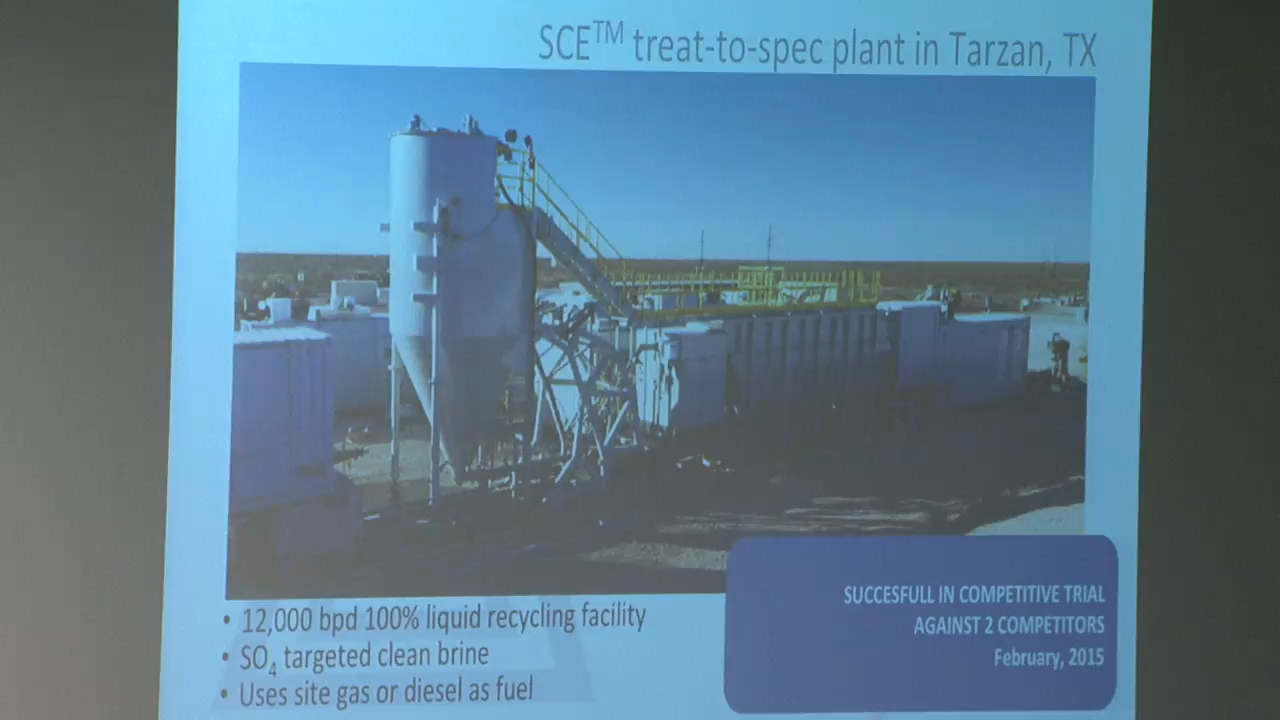 SCE™ treat-to-spec plant in Tarzan, TX
• 12,000 bpd 100% liquid recycling facility
• SO₄ targeted clean brine
• Uses site gas or diesel as fuel
SUCCESFULL IN COMPETITIVE TRIAL
AGAINST 2 COMPETITORS
February, 2015